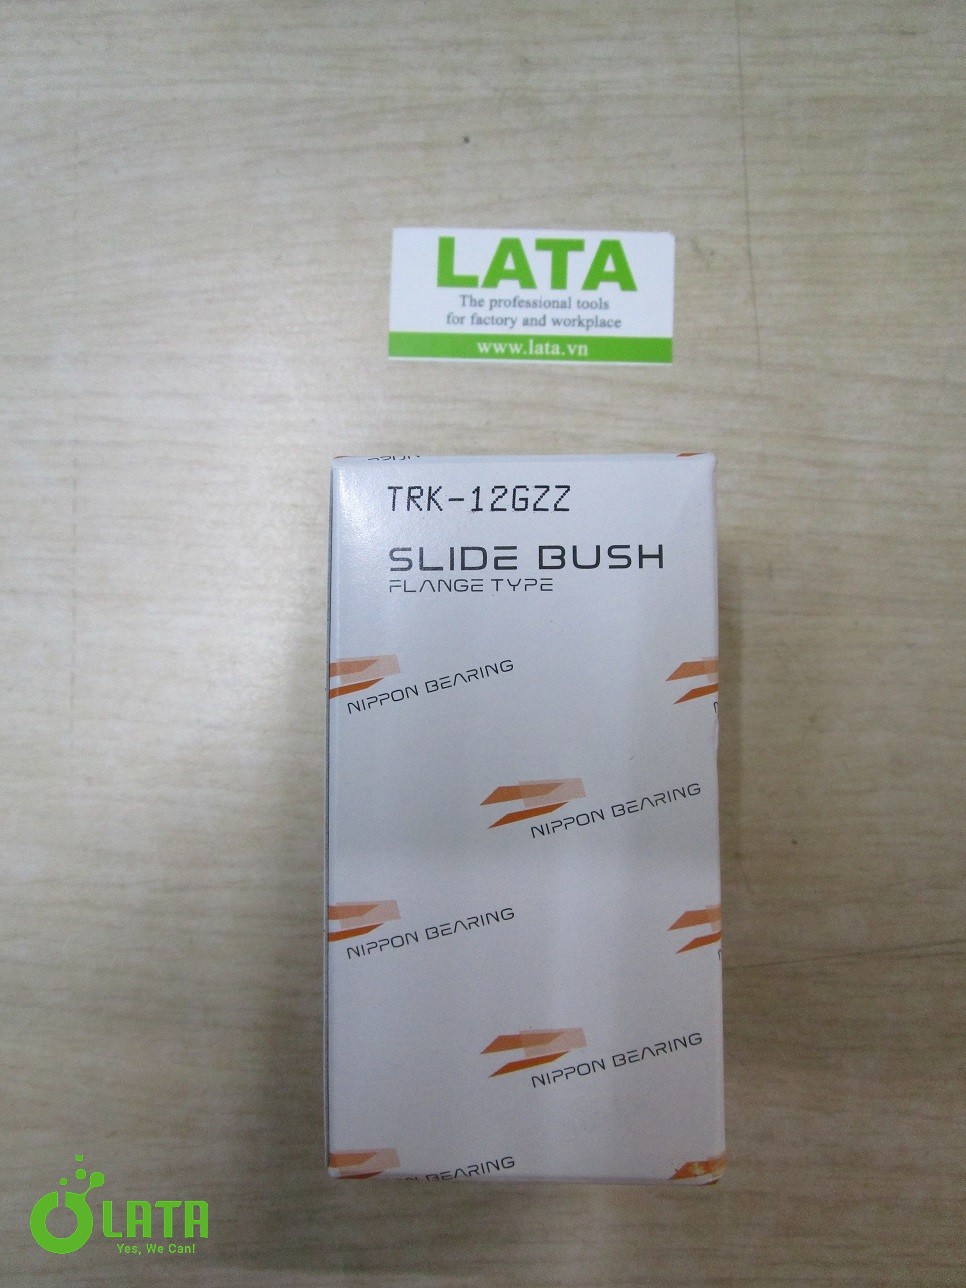 LATA
The professional tools
for factory and workplace
www.lata.vn
TRK-12GZZ
SLIDE BUSH
FLANGE TYPE
NIPPON BEARING
NIPPON BEARING
NIPPON BEARING
NIPPON BEARING
BEARING
LATA
Yes, We Can!